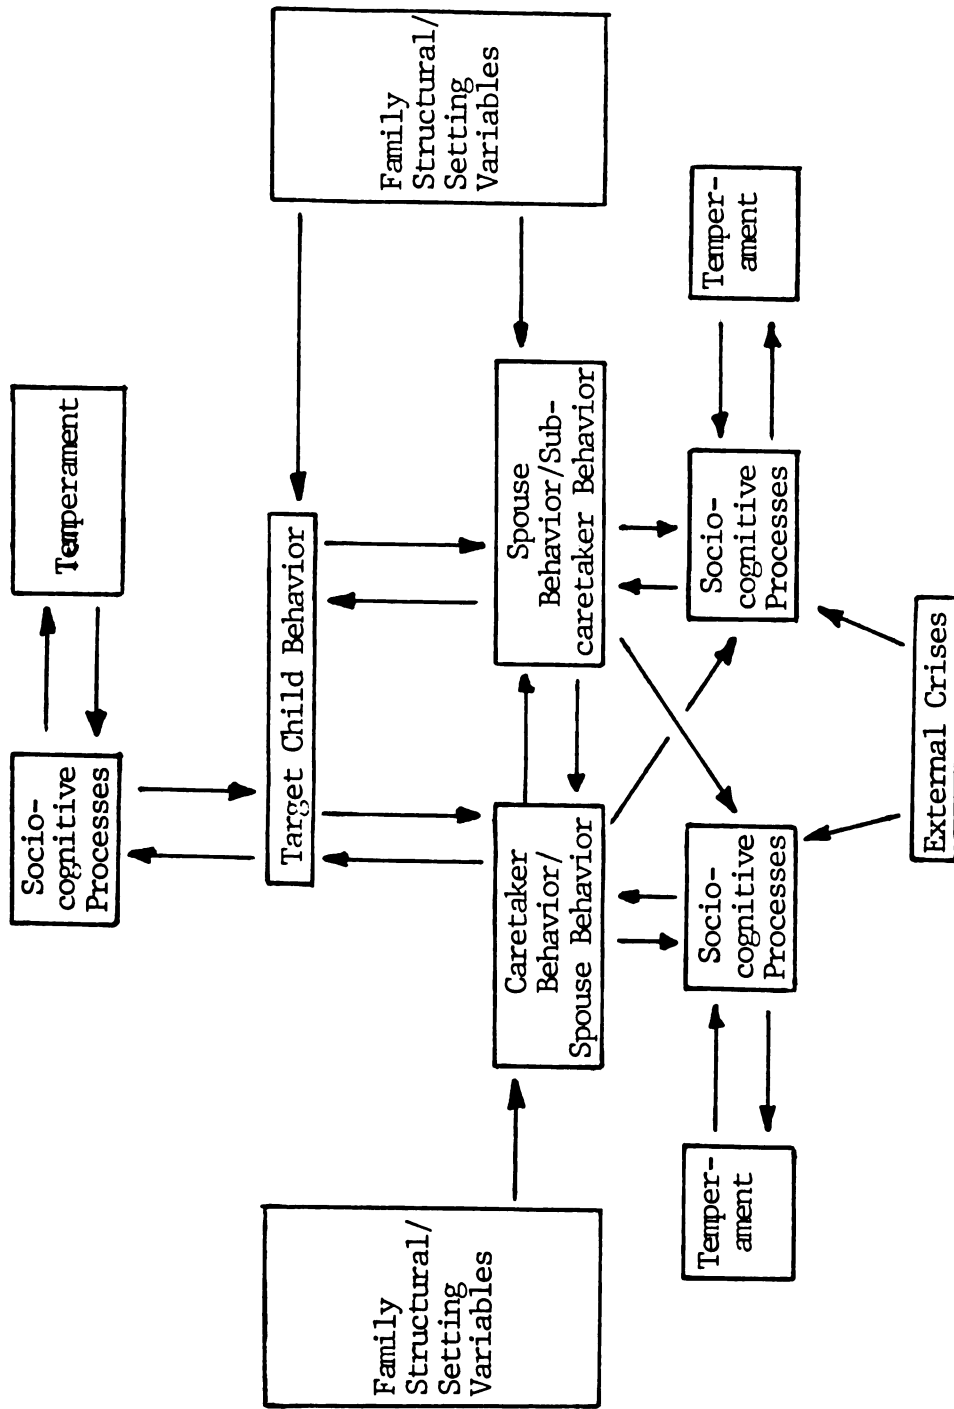 Socio-
cognitive
Processes
Temperament
Target Child Behavior
Family
Structural/
Setting
Variables
Caretaker
Behavior/
Spouse Behavior
Spouse
Behavior/Sub-
caretaker Behavior
Family
Structural/
Setting
Variables
Temper-
ament
Socio-
cognitive
Processes
Socio-
cognitive
Processes
Temper-
ament
External Crises